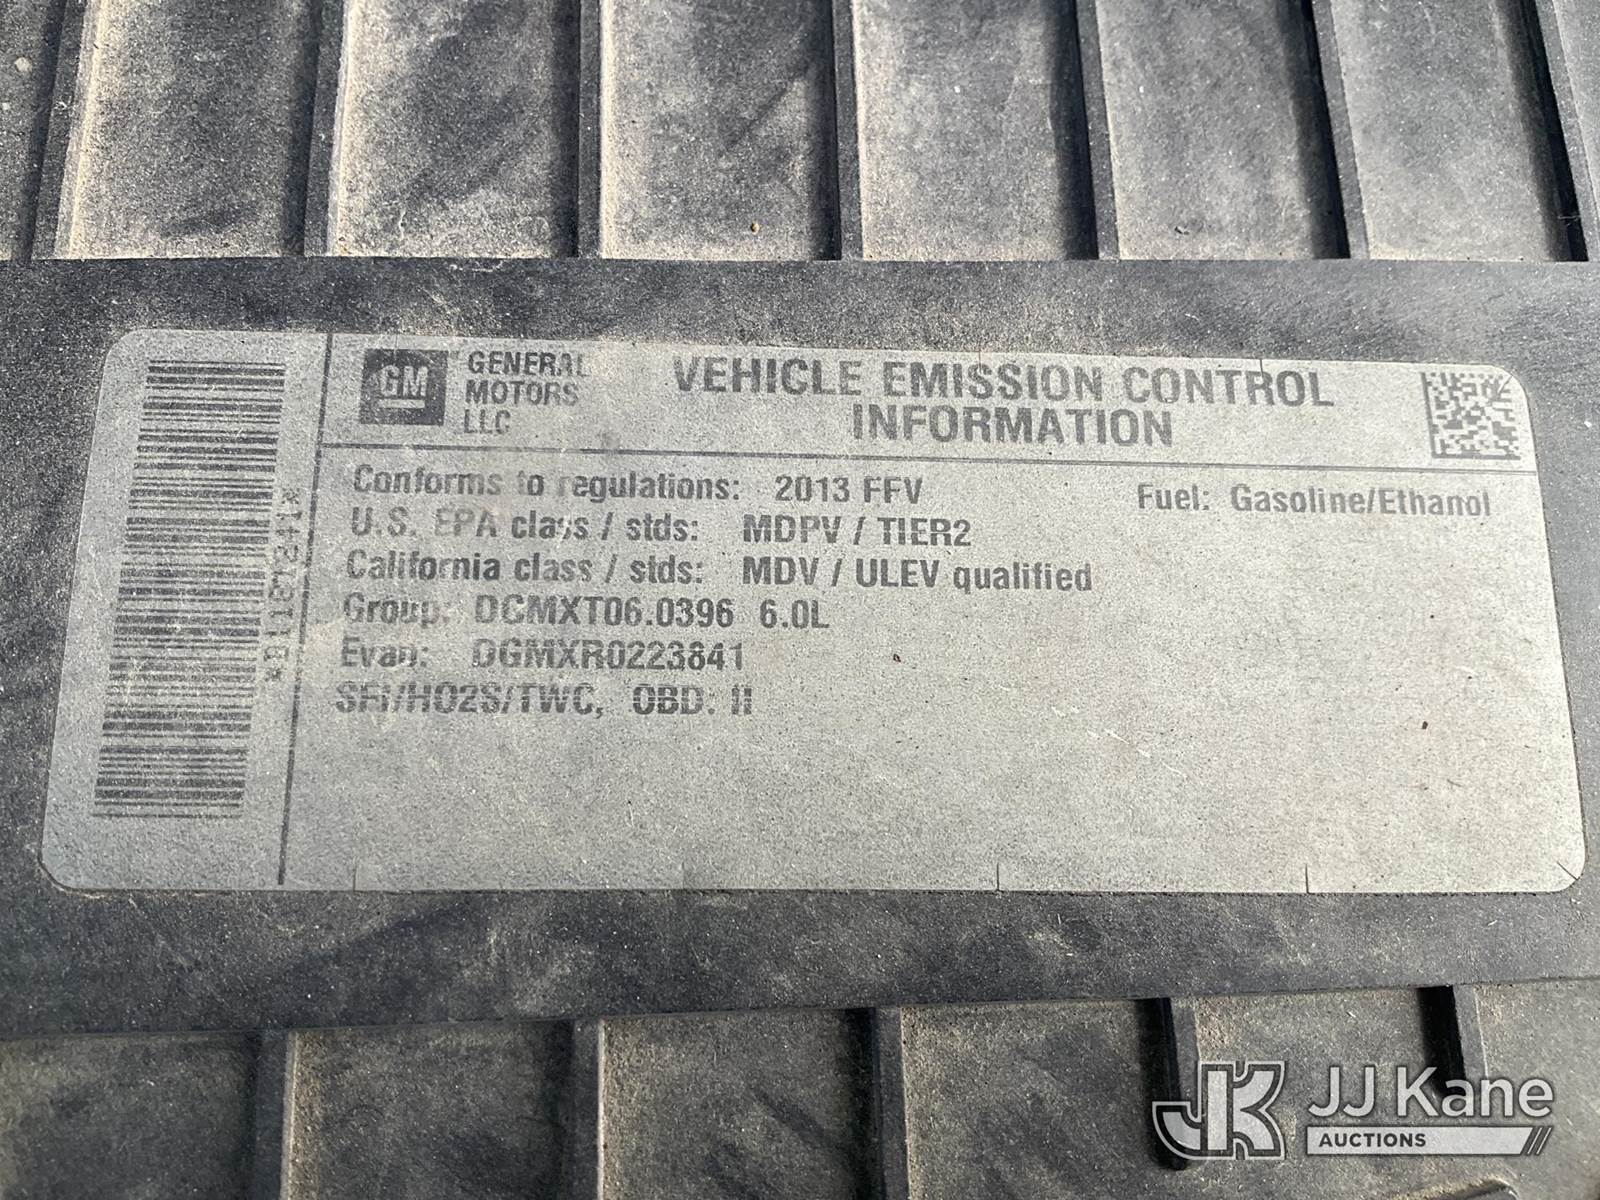 GM GENERAL
MOTORS
LLC
VEHICLE EMISSION CONTROL
INFORMATION
Conforms to regulations: 2013 FFV
Fuel: Gasoline/Ethanol
U.S. EPA class / stds: MDPV / TIER2
California class / stds: MDV / ULEV qualified
Group: DGMXT06.0396 6.0L
Evap: DGMXR0223841
SFI/HO2S/TWC, OBD: II
JK JJ Kane
AUCTIONS